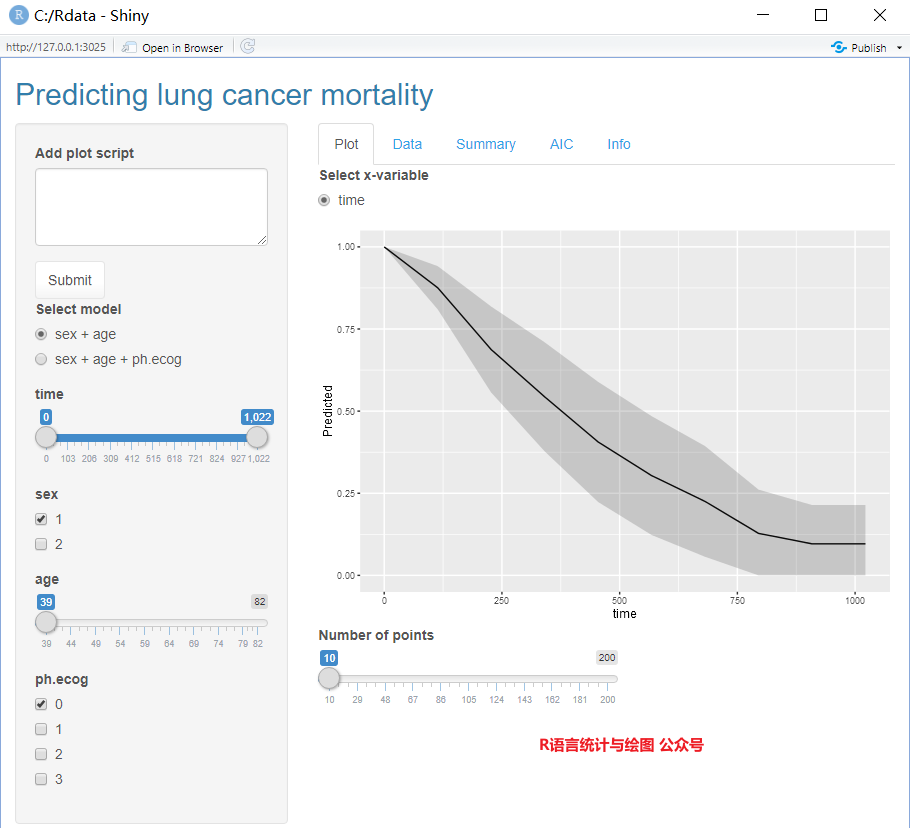 C:/Rdata - Shiny
http://127.0.0.1:3025
Open in Browser
Publish
Predicting lung cancer mortality
Add plot script
Submit
Select model
sex + age
sex + age + ph.ecog
time
0
1,022
0 103 206 309 412 515 618 721 824 927 1,022
sex
1
2
age
39
82
39 44 49 54 59 64 69 74 79 82
ph.ecog
0
1
2
3
Plot
Data
Summary
AIC
Info
Select x-variable
time
1.00
0.75
0.50
0.25
0.00
Predicted
0 250 500 750 1000
time
Number of points
10
200
10 29 48 67 86 105 124 143 162 181 200
R语言统计与绘图 公众号